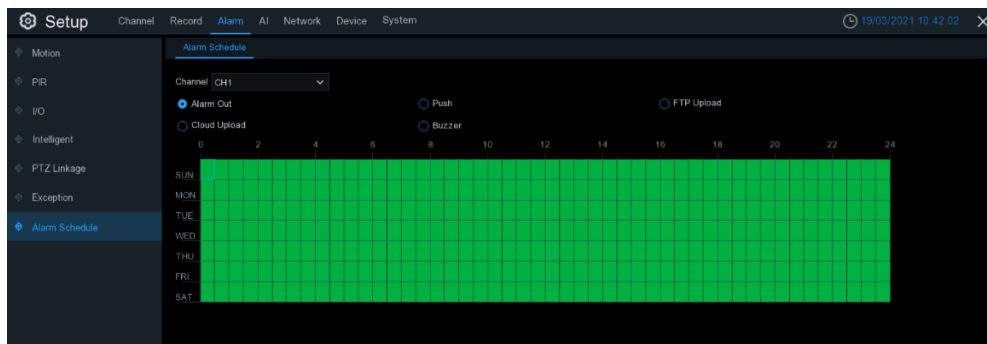 Setup Channel Record Alarm AI Network Device System 19/03/2021 10:42:02
Motion
PIR
I/O
Intelligent
PTZ Linkage
Exception
Alarm Schedule
Alarm Schedule
Channel CH1
Alarm Out Push FTP Upload
Cloud Upload Buzzer
0 2 4 6 8 10 12 14 16 18 20 22 24
SUN
MON
TUE
WED
THU
FRI
SAT